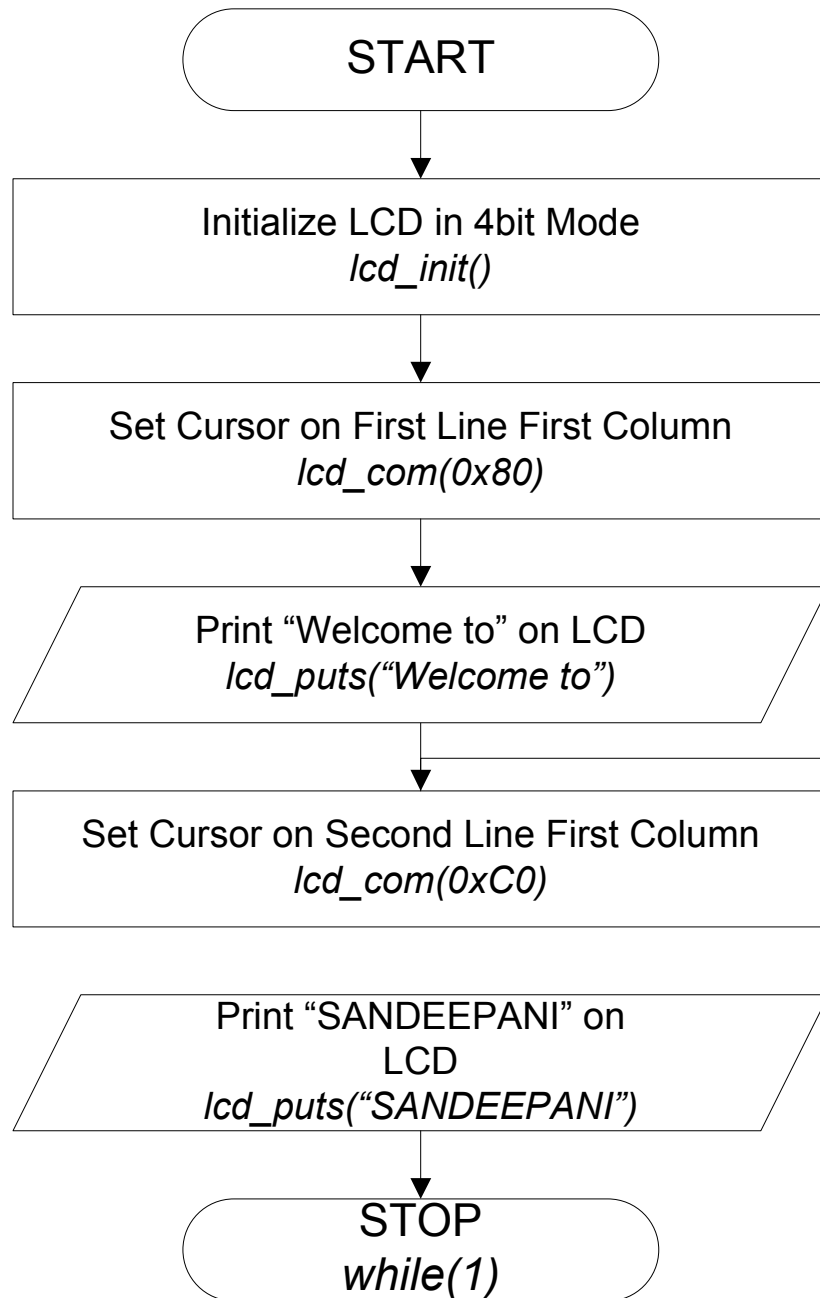 START
Initialize LCD in 4bit Mode
lcd_init()
Set Cursor on First Line First Column
lcd_com(0x80)
Print “Welcome to” on LCD
lcd_puts(“Welcome to”)
Set Cursor on Second Line First Column
lcd_com(0xC0)
Print “SANDEEPANI” on
LCD
lcd_puts(“SANDEEPANI”)
STOP
while(1)